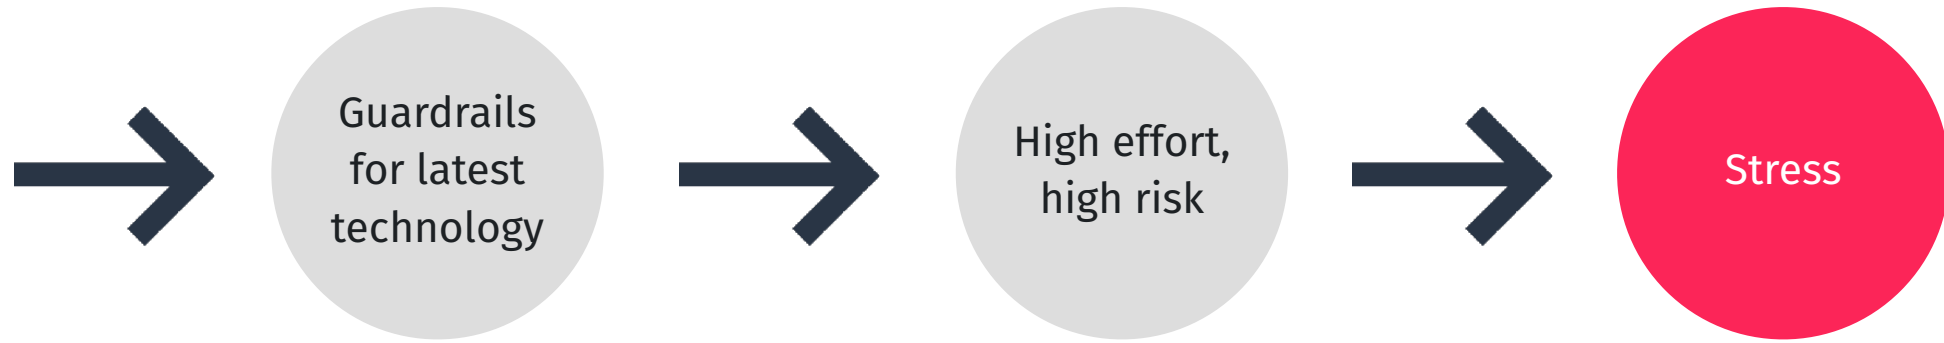 Guardrails
for latest
technology
High effort,
high risk
Stress